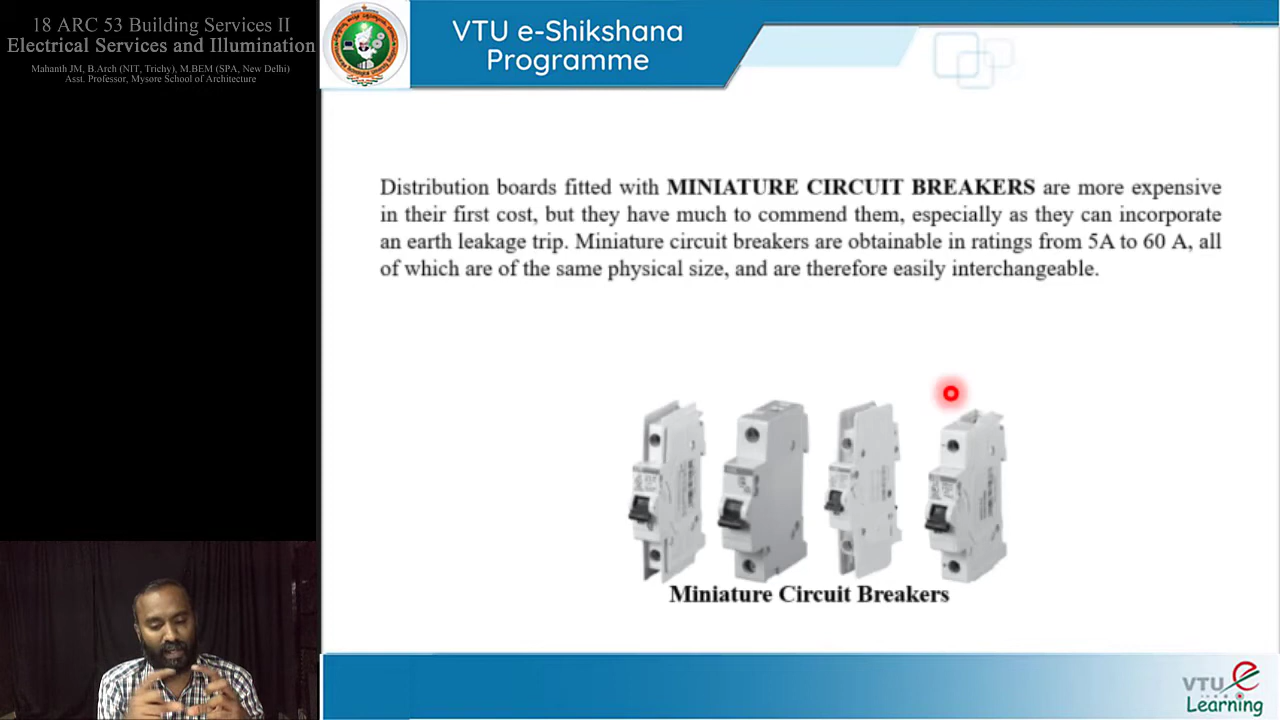 18 ARC 53 Building Services II
Electrical Services and Illumination
Mahanth JM, B.Arch (NIT, Trichy), M.BEM (SPA, New Delhi)
Asst. Professor, Mysore School of Architecture
VTU e-Shikshana
Programme
Distribution boards fitted with MINIATURE CIRCUIT BREAKERS are more expensive
in their first cost, but they have much to commend them, especially as they can incorporate
an earth leakage trip. Miniature circuit breakers are obtainable in ratings from 5A to 60 A, all
of which are of the same physical size, and are therefore easily interchangeable.
Miniature Circuit Breakers
VTU e
Learning